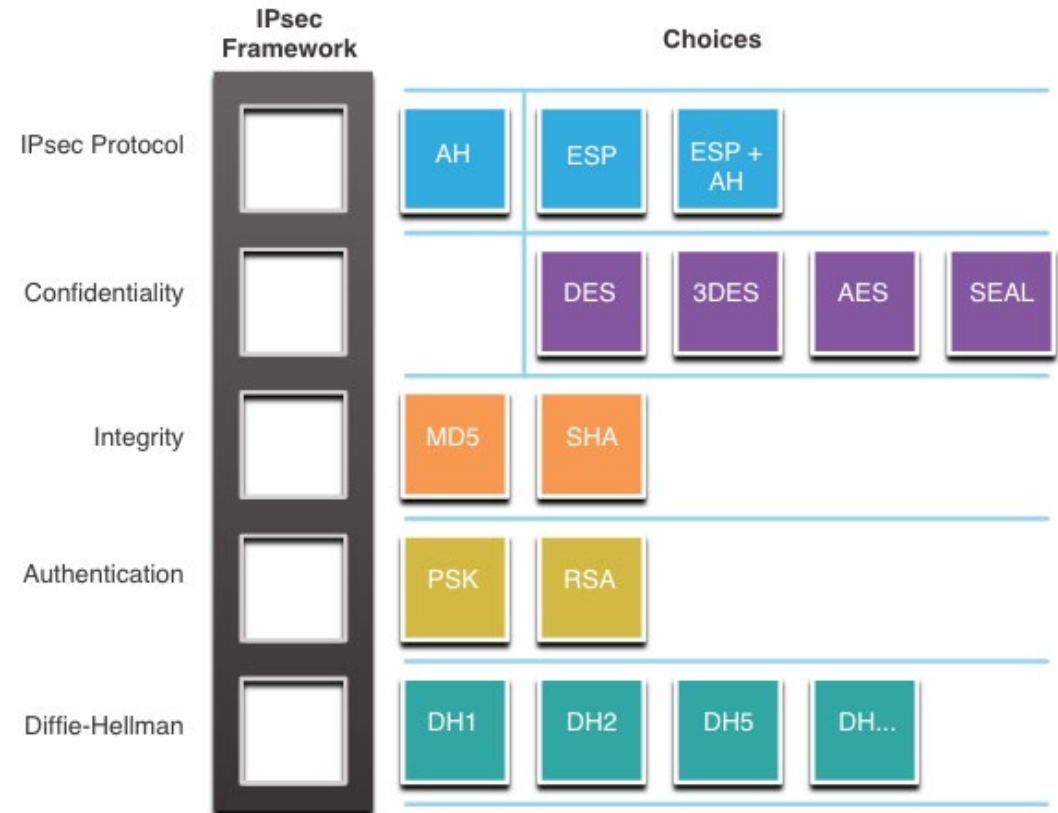 IPsec
Framework
Choices
IPsec Protocol
AH
ESP
ESP +
AH
Confidentiality
DES
3DES
AES
SEAL
Integrity
MD5
SHA
Authentication
PSK
RSA
Diffie-Hellman
DH1
DH2
DH5
DH...